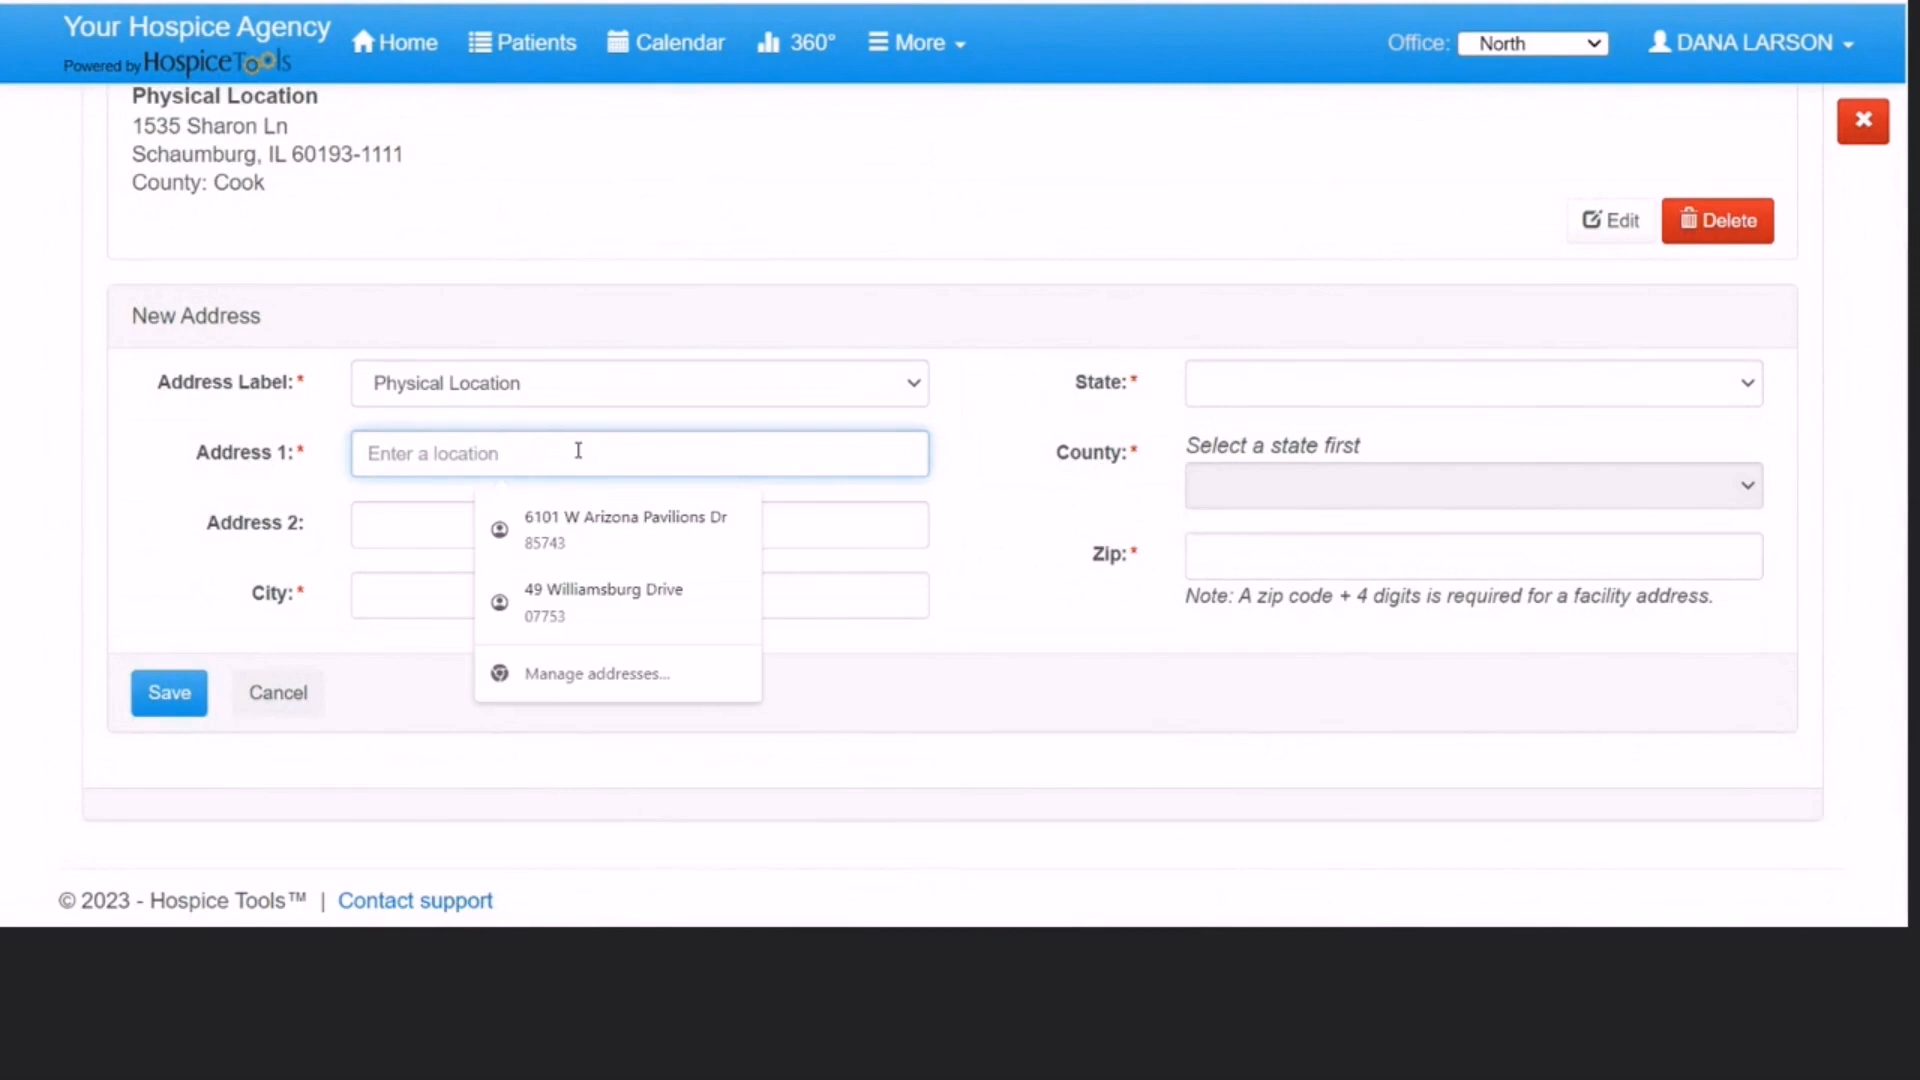 Your Hospice Agency
Powered by HospiceTools
Home
Patients
Calendar
360°
More
Office:
North
DANA LARSON
Physical Location
1535 Sharon Ln
Schaumburg, IL 60193-1111
County: Cook
Edit
Delete
New Address
Address Label:*
Physical Location
State:*
Address 1:*
Enter a location
County:*
Select a state first
Address 2:
6101 W Arizona Pavilions Dr
85743
Zip:*
City:*
49 Williamsburg Drive
07753
Note: A zip code + 4 digits is required for a facility address.
Manage addresses...
Save
Cancel
© 2023 - Hospice Tools™ | Contact support